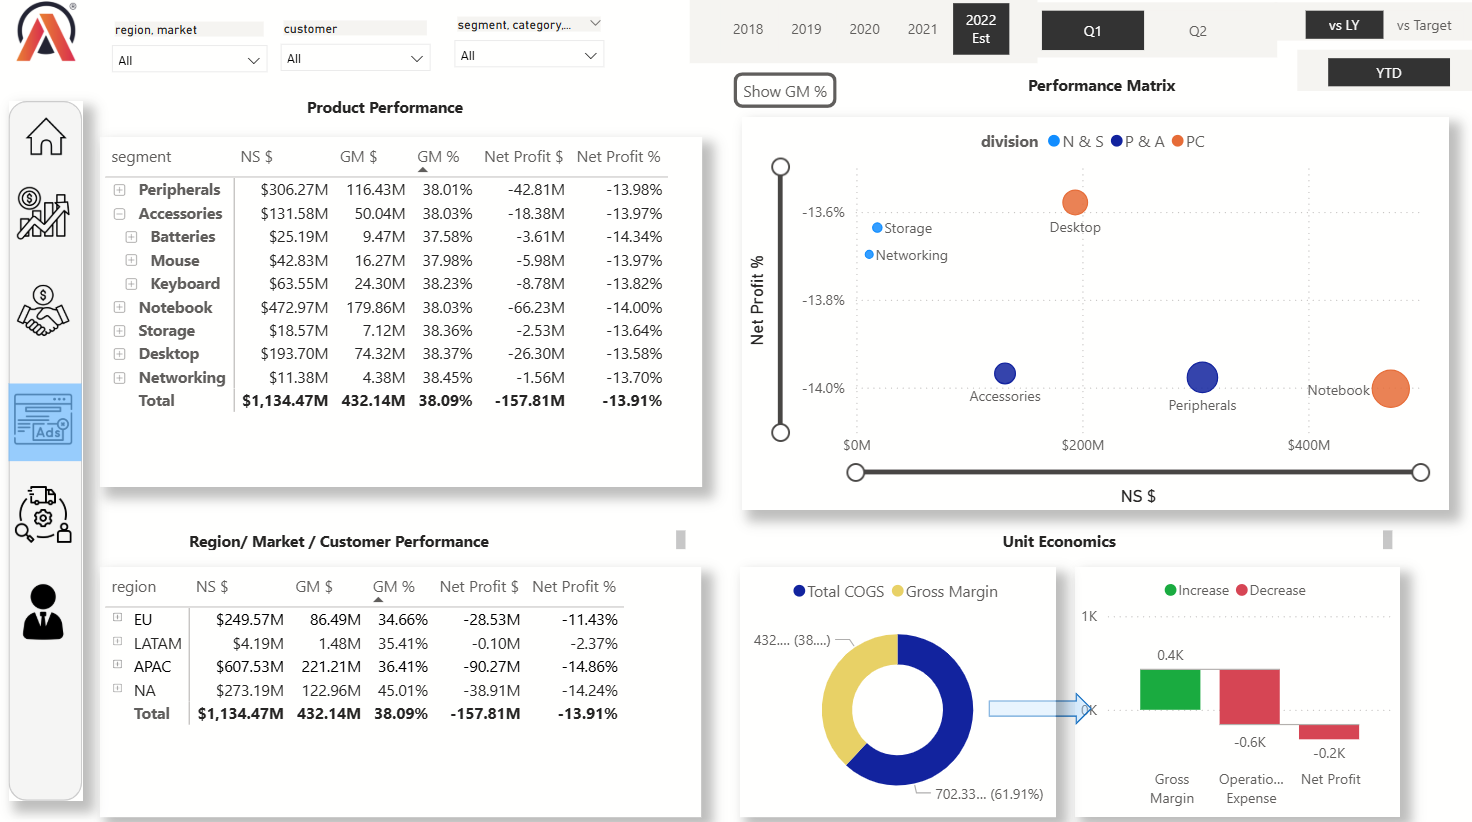 region, market
All
customer
All
segment, category,...
All
2018 2019 2020 2021 2022 Est
Q1 Q2
vs LY vs Target
YTD
Product Performance
segment NS $ GM $ GM % Net Profit $ Net Profit %
Peripherals $306.27M 116.43M 38.01% -42.81M -13.98%
Accessories $131.58M 50.04M 38.03% -18.38M -13.97%
Batteries $25.19M 9.47M 37.58% -3.61M -14.34%
Mouse $42.83M 16.27M 37.98% -5.98M -13.97%
Keyboard $63.55M 24.30M 38.23% -8.78M -13.82%
Notebook $472.97M 179.86M 38.03% -66.23M -14.00%
Storage $18.57M 7.12M 38.36% -2.53M -13.64%
Desktop $193.70M 74.32M 38.37% -26.30M -13.58%
Networking $11.38M 4.38M 38.45% -1.56M -13.70%
Total $1,134.47M 432.14M 38.09% -157.81M -13.91%
Show GM %
Performance Matrix
division N & S P & A PC
Net Profit %
-13.6%
-13.8%
-14.0%
Storage
Networking
Desktop
Accessories
Peripherals
Notebook
$0M $200M $400M
NS $
Ads
Region/ Market / Customer Performance
region NS $ GM $ GM % Net Profit $ Net Profit %
EU $249.57M 86.49M 34.66% -28.53M -11.43%
LATAM $4.19M 1.48M 35.41% -0.10M -2.37%
APAC $607.53M 221.21M 36.41% -90.27M -14.86%
NA $273.19M 122.96M 45.01% -38.91M -14.24%
Total $1,134.47M 432.14M 38.09% -157.81M -13.91%
Unit Economics
Total COGS Gross Margin
432.... (38....)
702.33... (61.91%)
Increase Decrease
1K
0K
0.4K
-0.6K
-0.2K
Gross Margin
Operatio... Expense
Net Profit